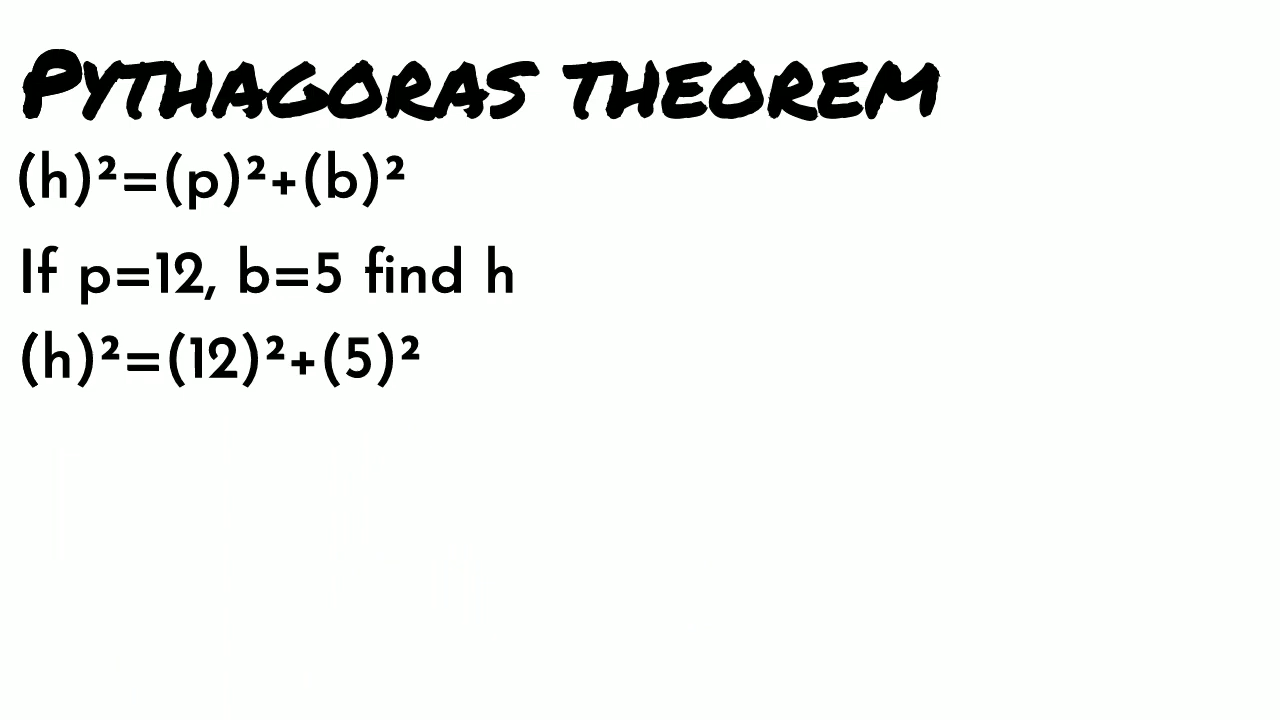 Pythagoras theorem
(h)²=(p)²+(b)²
If p=12, b=5 find h
(h)²=(12)²+(5)²